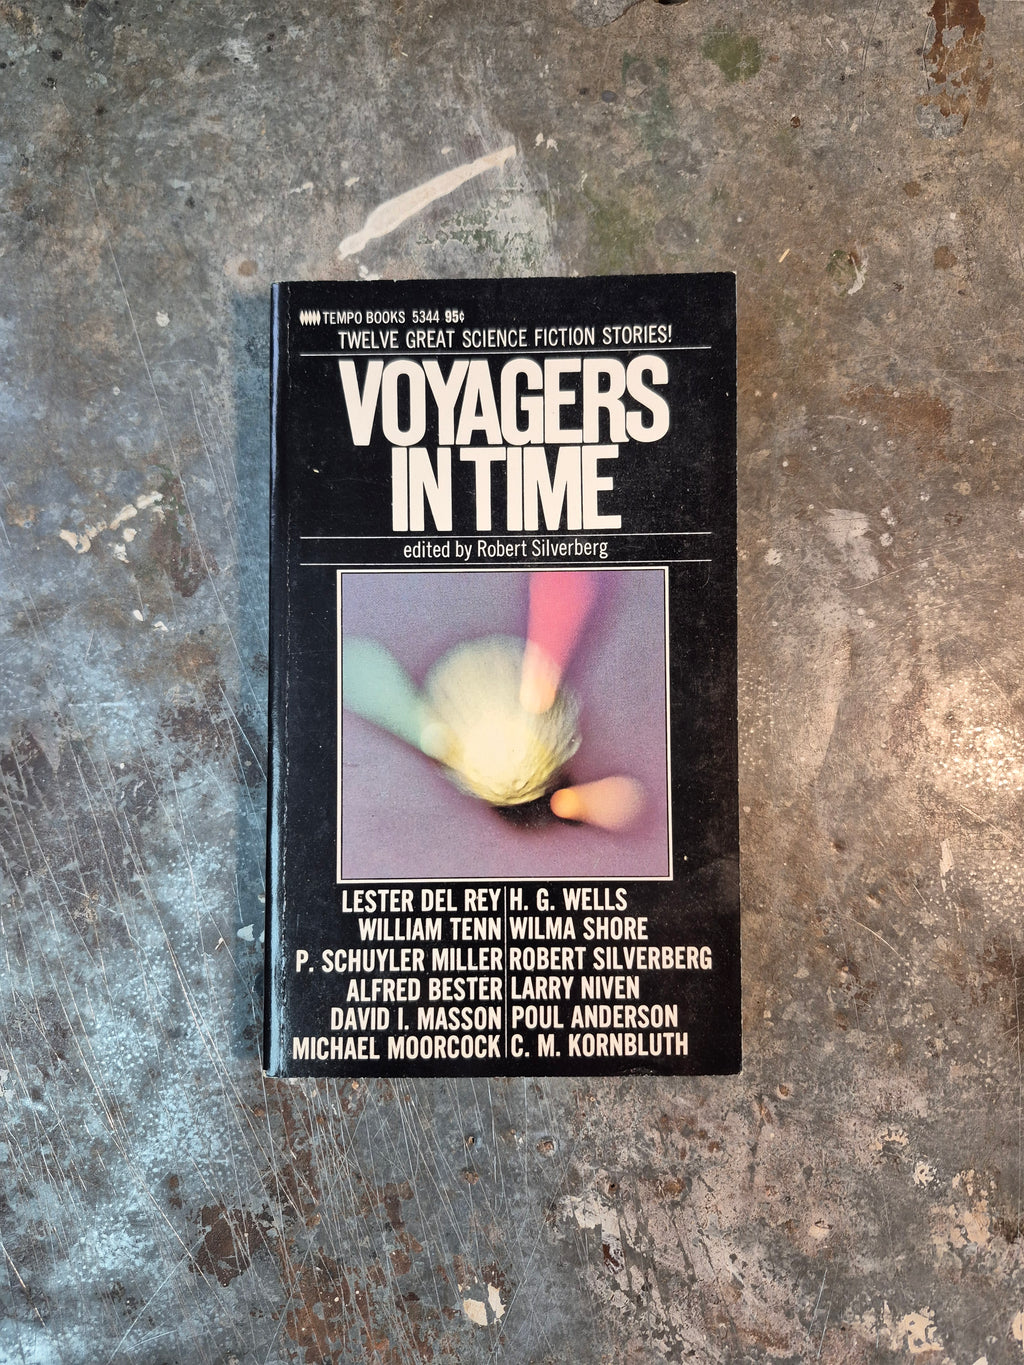 TEMPO BOOKS 5344 95¢
TWELVE GREAT SCIENCE FICTION STORIES!
VOYAGERS
IN TIME
edited by Robert Silverberg
LESTER DEL REY
WILLIAM TENN
P. SCHUYLER MILLER
ALFRED BESTER
DAVID I. MASSON
MICHAEL MOORCOCK
H. G. WELLS
WILMA SHORE
ROBERT SILVERBERG
LARRY NIVEN
POUL ANDERSON
C. M. KORNBLUTH